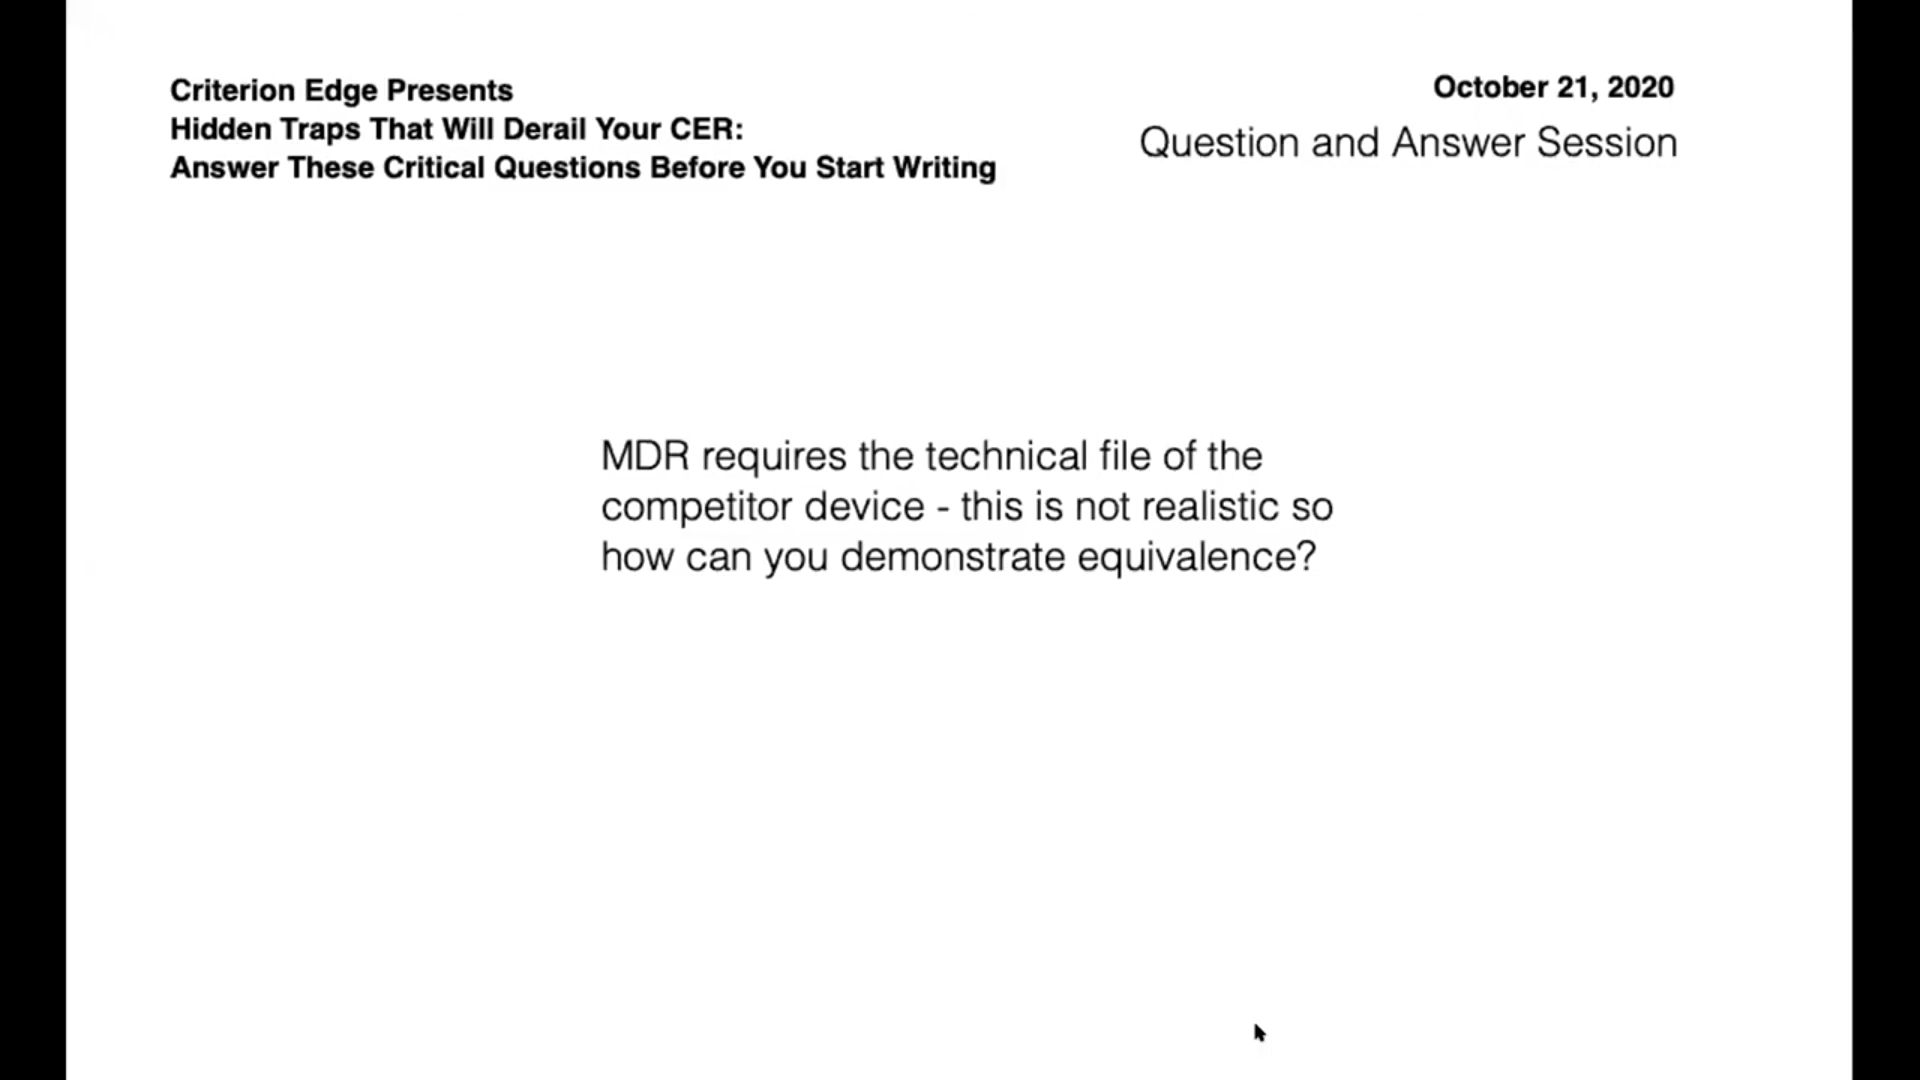 Criterion Edge Presents
Hidden Traps That Will Derail Your CER:
Answer These Critical Questions Before You Start Writing
October 21, 2020
Question and Answer Session
MDR requires the technical file of the
competitor device - this is not realistic so
how can you demonstrate equivalence?